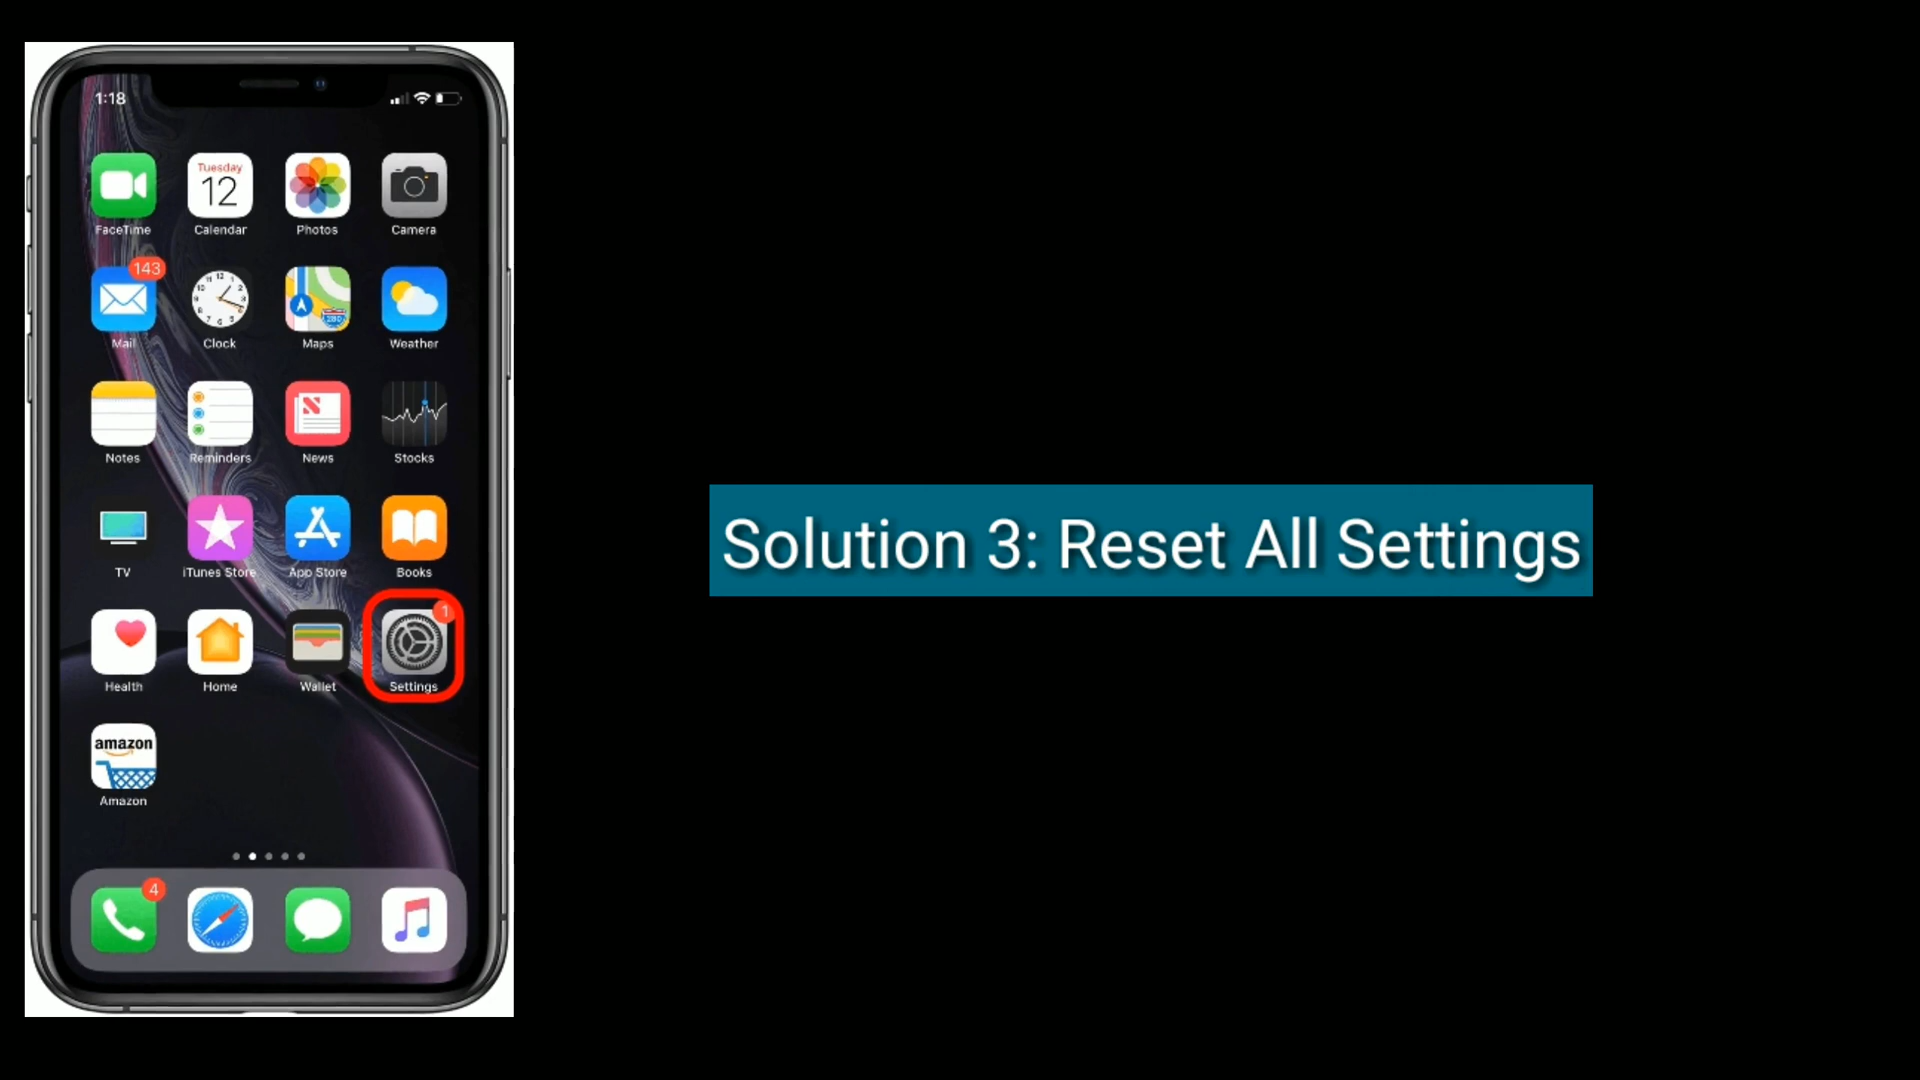 1:18
Tuesday
12
FaceTime
Calendar
Photos
Camera
143
Mail
Clock
Maps
Weather
Notes
Reminders
News
Stocks
TV
iTunes Store
App Store
Books
1
Health
Home
Wallet
Settings
amazon
Amazon
4
Solution 3: Reset All Settings